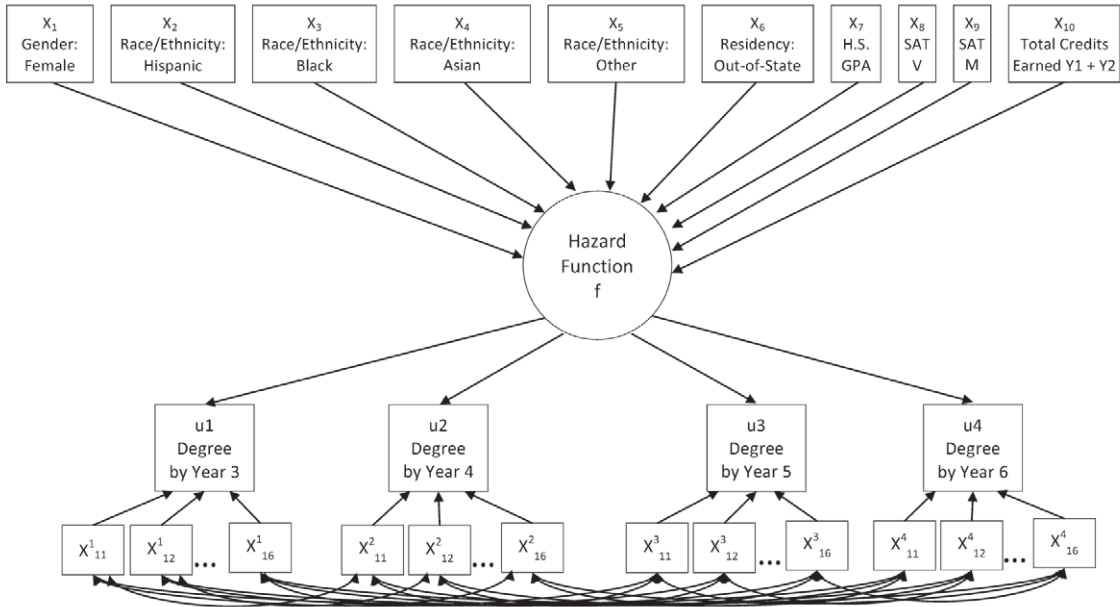 X₁
Gender:
Female
X₂
Race/Ethnicity:
Hispanic
X₃
Race/Ethnicity:
Black
X₄
Race/Ethnicity:
Asian
X₅
Race/Ethnicity:
Other
X₆
Residency:
Out-of-State
X₇
H.S.
GPA
X₈
SAT
V
X₉
SAT
M
X₁₀
Total Credits
Earned Y1 + Y2
Hazard
Function
f
u1
Degree
by Year 3
u2
Degree
by Year 4
u3
Degree
by Year 5
u4
Degree
by Year 6
X¹₁₁
X¹₁₂
...
X¹₁₆
X²₁₁
X²₁₂
...
X²₁₆
X³₁₁
X³₁₂
...
X³₁₆
X⁴₁₁
X⁴₁₂
...
X⁴₁₆